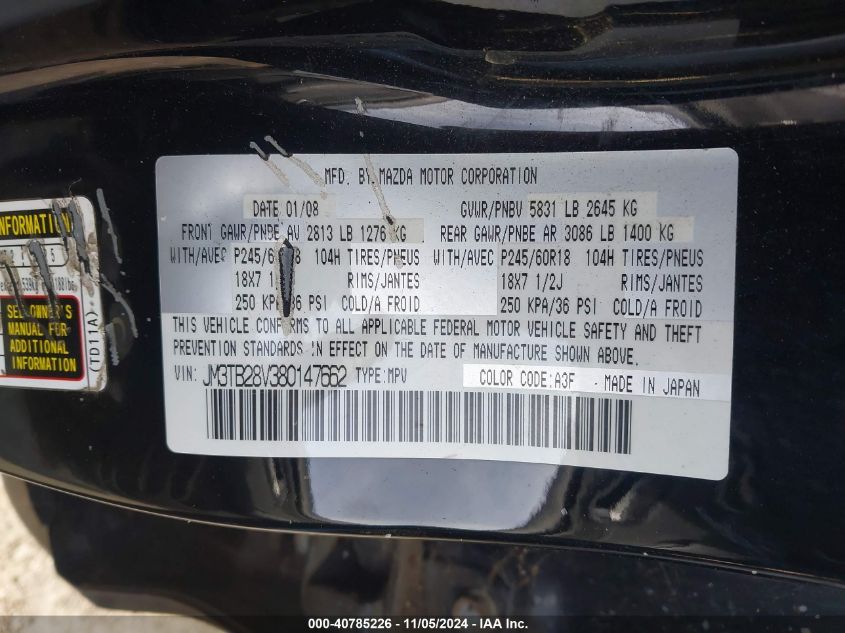 MFD. BY MAZDA MOTOR CORPORATION
DATE 01/08 GVWR/PNBV 5831 LB 2645 KG
FRONT GAWR/PNBE AV 2813 LB 1276 KG REAR GAWR/PNBE AR 3086 LB 1400 KG
WITH/AVEC P245/60R18 104H TIRES/PNEUS WITH/AVEC P245/60R18 104H TIRES/PNEUS
18X7 1 RIMS/JANTES 18X7 1/2J RIMS/JANTES
250 KPA/36 PSI COLD/A FROID 250 KPA/36 PSI COLD/A FROID
THIS VEHICLE CONFORMS TO ALL APPLICABLE FEDERAL MOTOR VEHICLE SAFETY AND THEFT
PREVENTION STANDARDS IN EFFECT ON THE DATE OF MANUFACTURE SHOWN ABOVE.
VIN: JM3TB28V380147662 TYPE:MPV COLOR CODE:A3F MADE IN JAPAN
INFORMATION
SEE OWNER'S
MANUAL FOR
ADDITIONAL
INFORMATION
(TD11A)
000-40785226 - 11/05/2024 - IAA Inc.